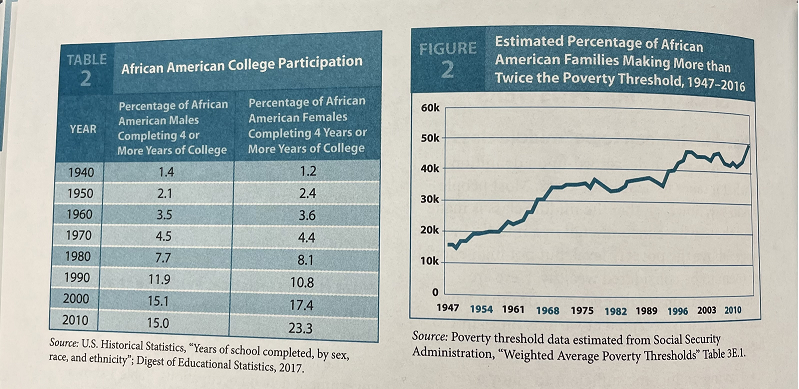 TABLE
2
African American College Participation
YEAR
Percentage of African
American Males
Completing 4 or
More Years of College
Percentage of African
American Females
Completing 4 Years or
More Years of College
1940 1.4 1.2
1950 2.1 2.4
1960 3.5 3.6
1970 4.5 4.4
1980 7.7 8.1
1990 11.9 10.8
2000 15.1 17.4
2010 15.0 23.3
Source: U.S. Historical Statistics, “Years of school completed, by sex,
race, and ethnicity”; Digest of Educational Statistics, 2017.
FIGURE
2
Estimated Percentage of African
American Families Making More than
Twice the Poverty Threshold, 1947–2016
60k
50k
40k
30k
20k
10k
0
1947 1954 1961 1968 1975 1982 1989 1996 2003 2010
Source: Poverty threshold data estimated from Social Security
Administration, “Weighted Average Poverty Thresholds” Table 3E.1.